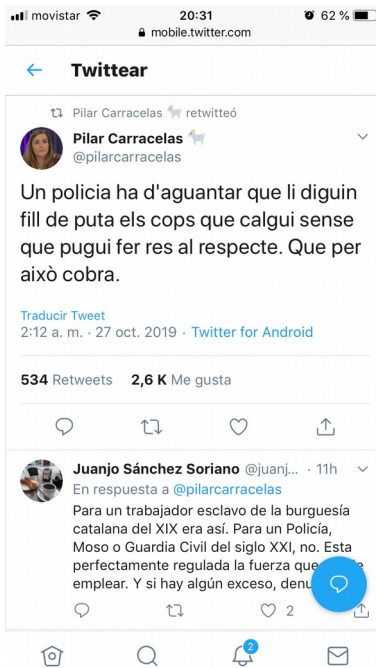 movistar 20:31 62 %
mobile.twitter.com
Twittear
Pilar Carracelas 🐐 retwitteó
Pilar Carracelas 🐐
@pilarcarracelas
Un policia ha d'aguantar que li diguin
fill de puta els cops que calgui sense
que pugui fer res al respecte. Que per
això cobra.
Traducir Tweet
2:12 a. m. · 27 oct. 2019 · Twitter for Android
534 Retweets 2,6 K Me gusta
Juanjo Sánchez Soriano @juanj... · 11h
En respuesta a @pilarcarracelas
Para un trabajador esclavo de la burguesía
catalana del XIX era así. Para un Policía,
Moso o Guardia Civil del siglo XXI, no. Esta
perfectamente regulada la fuerza que
emplear. Y si hay algún exceso, denu
2
2